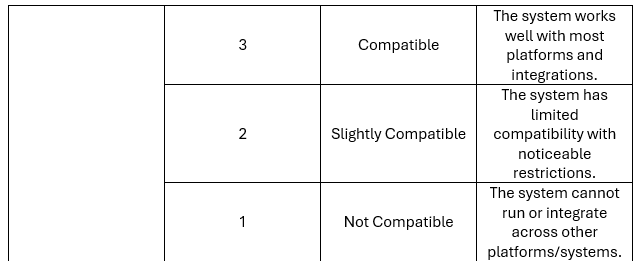 3
Compatible
The system works
well with most
platforms and
integrations.
2
Slightly Compatible
The system has
limited
compatibility with
noticeable
restrictions.
1
Not Compatible
The system cannot
run or integrate
across other
platforms/systems.